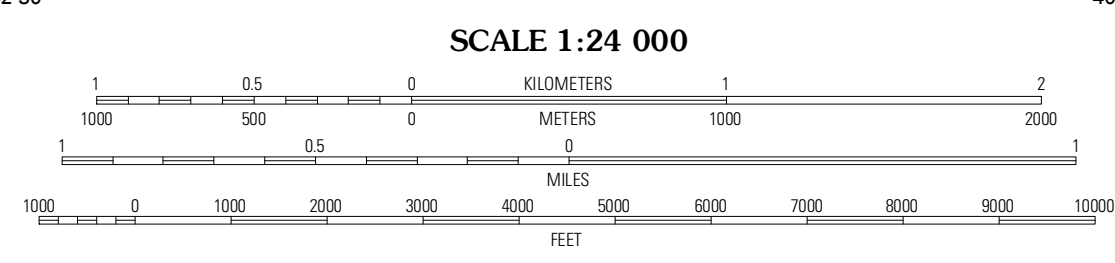 SCALE 1:24 000
1 0.5 0 KILOMETERS 1 2
1000 500 0 METERS 1000 2000
1 0.5 0 1
MILES
1000 0 1000 2000 3000 4000 5000 6000 7000 8000 9000 10000
FEET